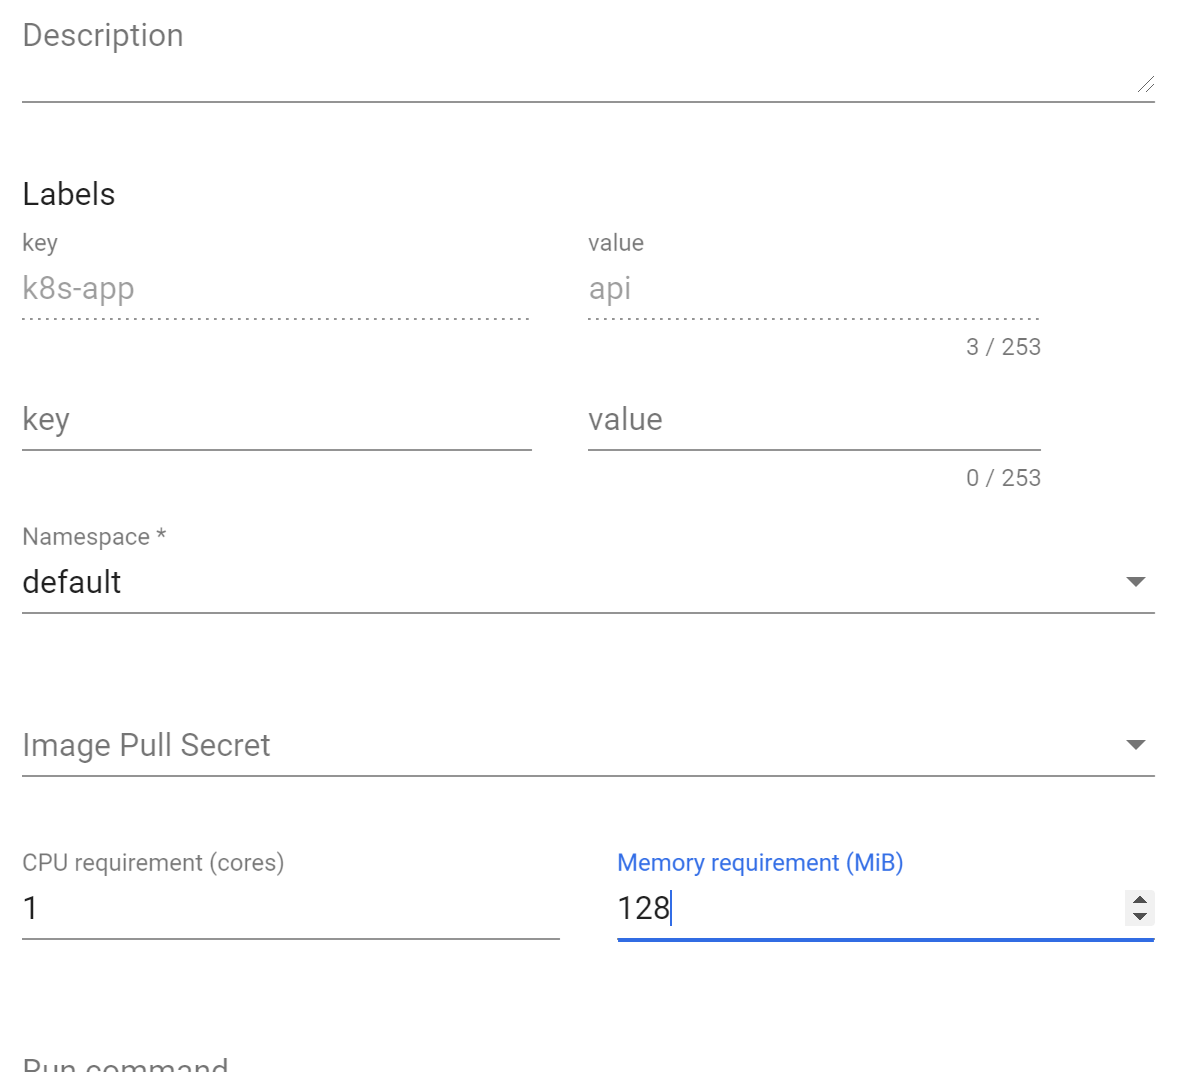 Description
Labels
key value
k8s-app api
3 / 253
key value
0 / 253
Namespace *
default
Image Pull Secret
CPU requirement (cores) Memory requirement (MiB)
1 128
Run command